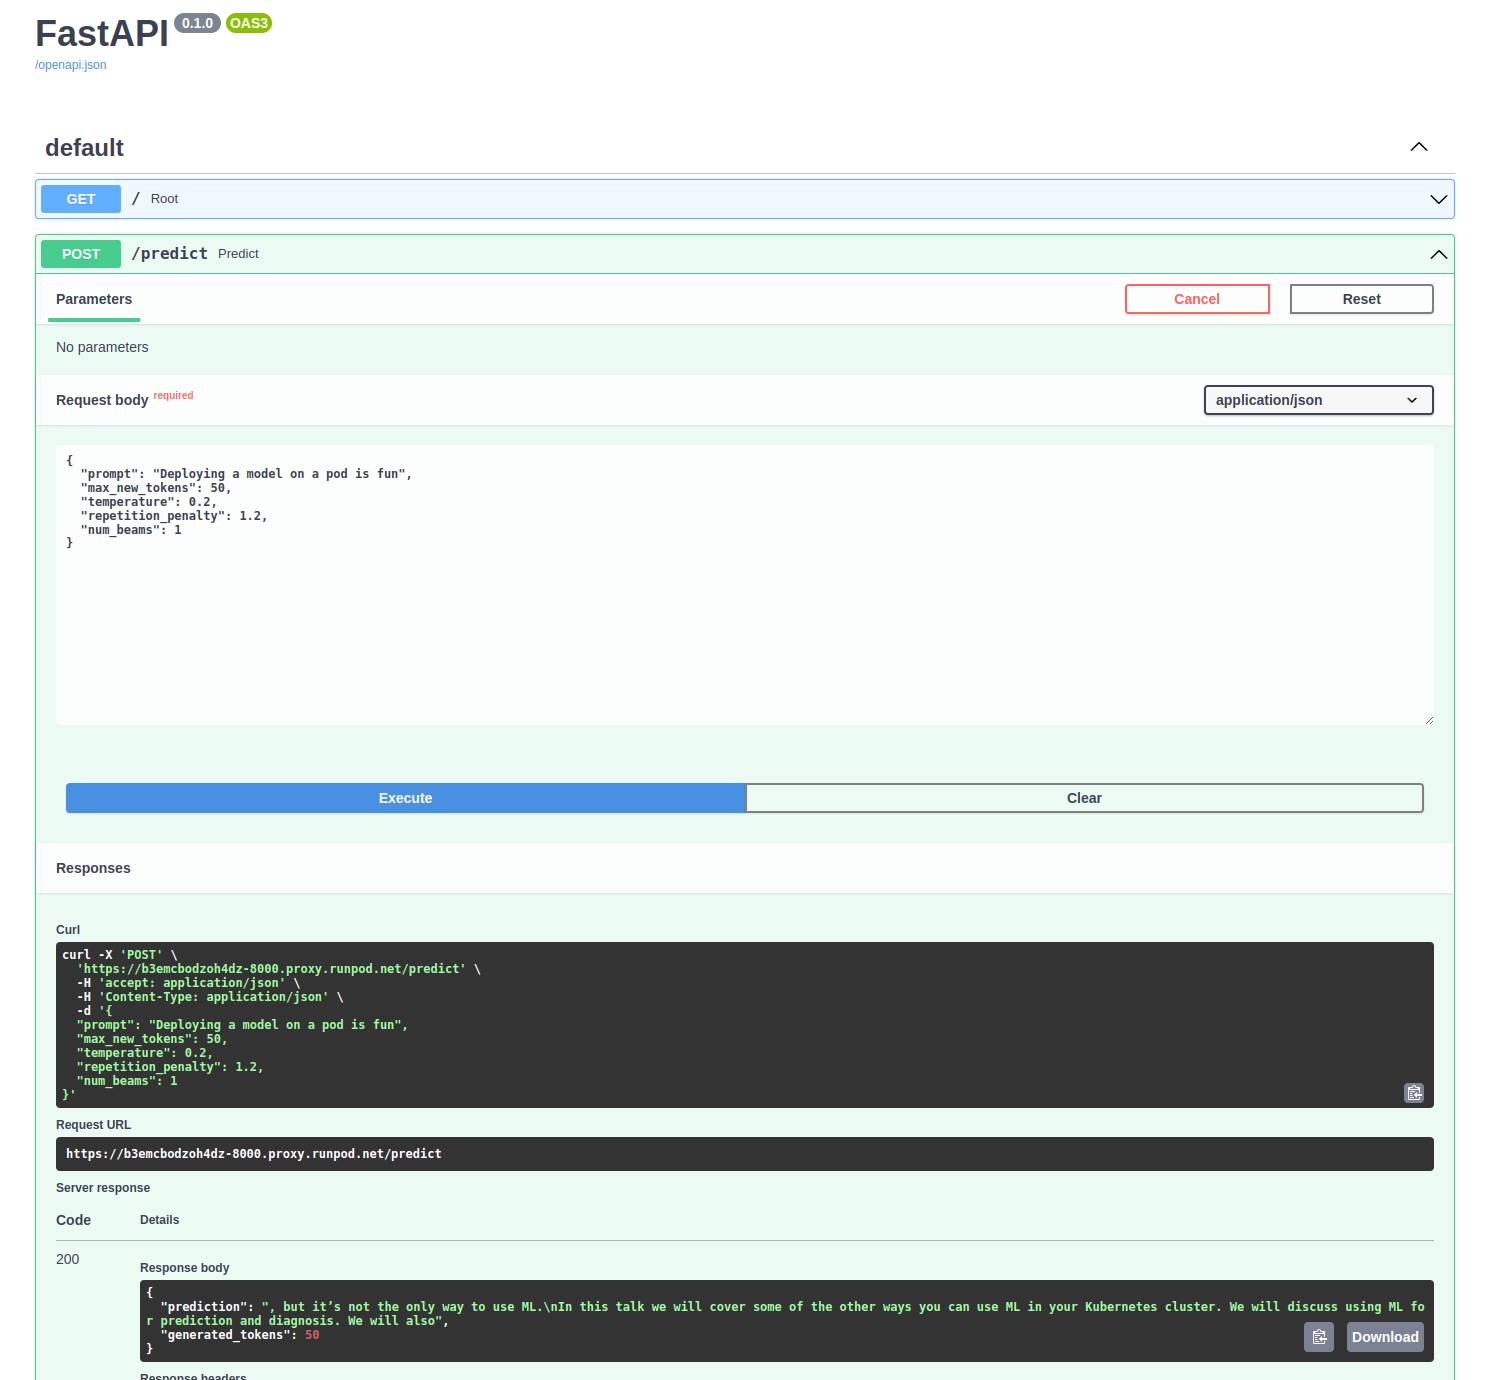 FastAPI 0.1.0 OAS3
/openapi.json
default
GET / Root
POST /predict Predict
Parameters Cancel Reset
No parameters
Request body required application/json
{
  "prompt": "Deploying a model on a pod is fun",
  "max_new_tokens": 50,
  "temperature": 0.2,
  "repetition_penalty": 1.2,
  "num_beams": 1
}
Execute Clear
Responses
Curl
curl -X 'POST' \
  'https://b3emcbodzoh4dz-8000.proxy.runpod.net/predict' \
  -H 'accept: application/json' \
  -H 'Content-Type: application/json' \
  -d '{
  "prompt": "Deploying a model on a pod is fun",
  "max_new_tokens": 50,
  "temperature": 0.2,
  "repetition_penalty": 1.2,
  "num_beams": 1
}'
Request URL
https://b3emcbodzoh4dz-8000.proxy.runpod.net/predict
Server response
Code Details
200
Response body
{
  "prediction": ", but it’s not the only way to use ML.\nIn this talk we will cover some of the other ways you can use ML in your Kubernetes cluster. We will discuss using ML fo
r prediction and diagnosis. We will also",
  "generated_tokens": 50
}
Download
Response headers